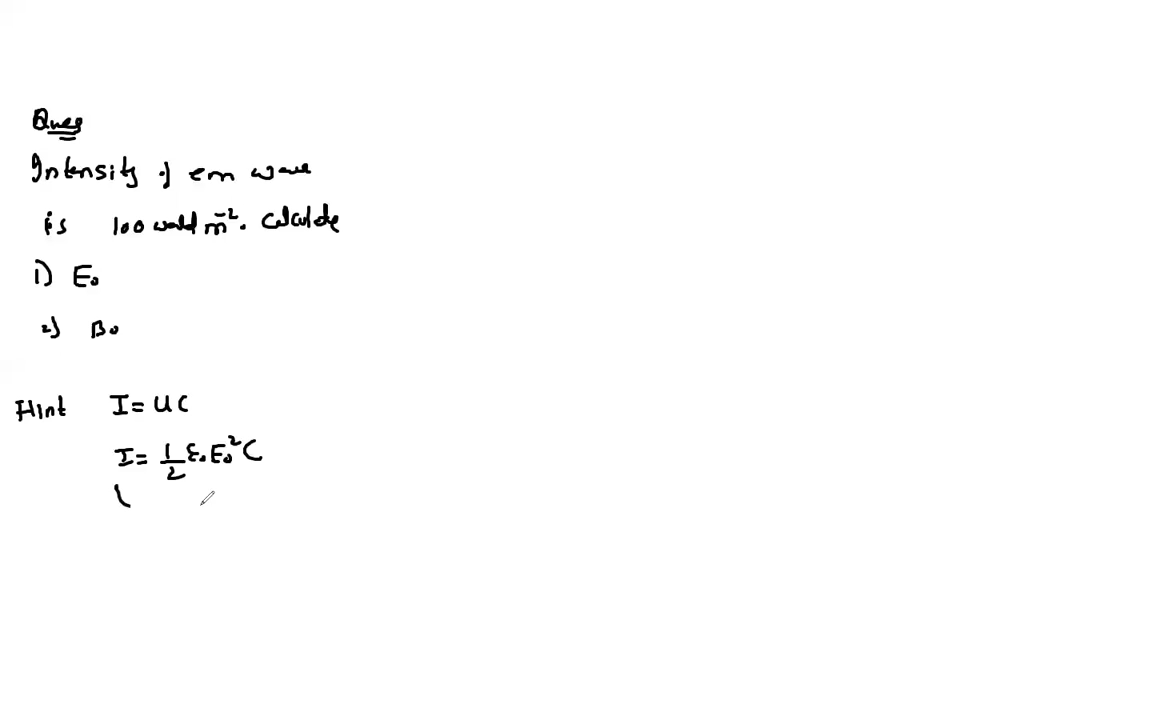 Ques
Intensity of em wave
is 100 watt m⁻². Calculate
1) E₀
2) B₀
Hint I = UC
I = 1/2 ε₀E₀²C
(